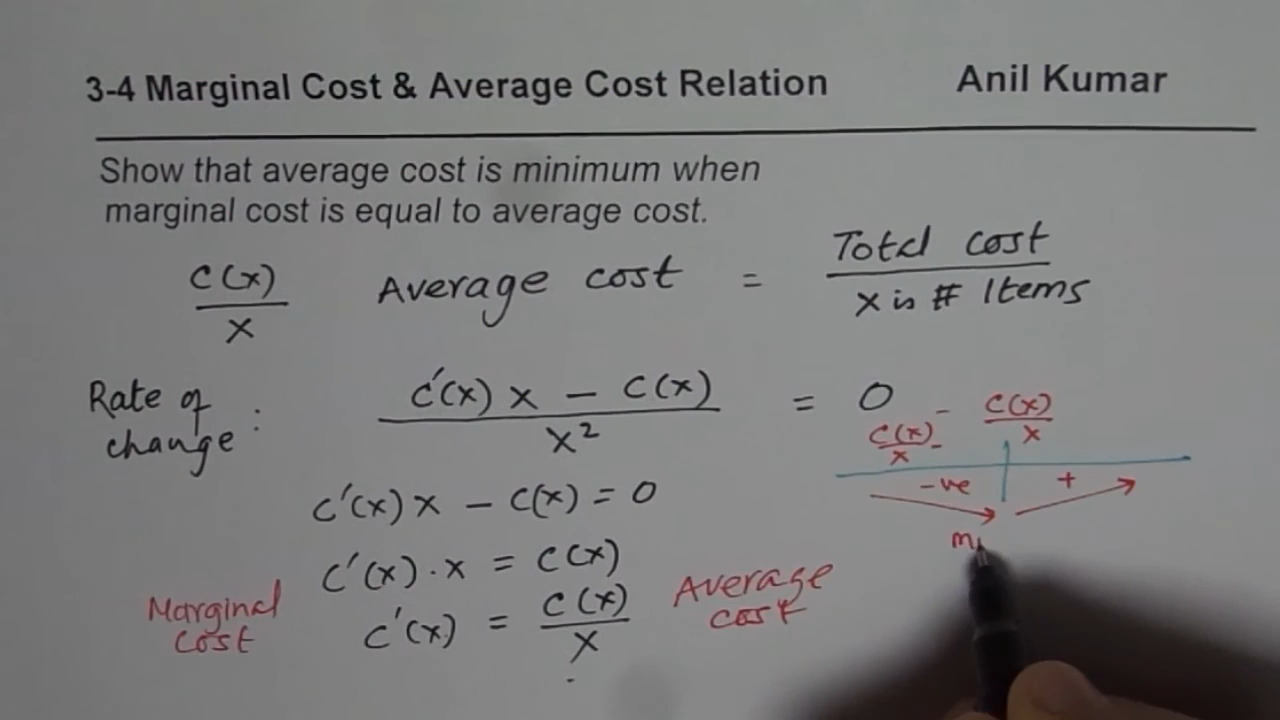 3-4 Marginal Cost & Average Cost Relation Anil Kumar
Show that average cost is minimum when
marginal cost is equal to average cost.
C(x)/x Average cost = Total cost/x is # Items
Rate of change: C'(x) x - C(x)/x² = 0
C(x)/x - C(x)/x
-ve +
C'(x) x - C(x) = 0
C'(x) · x = C(x)
Marginal cost C'(x) = C(x)/x Average cost